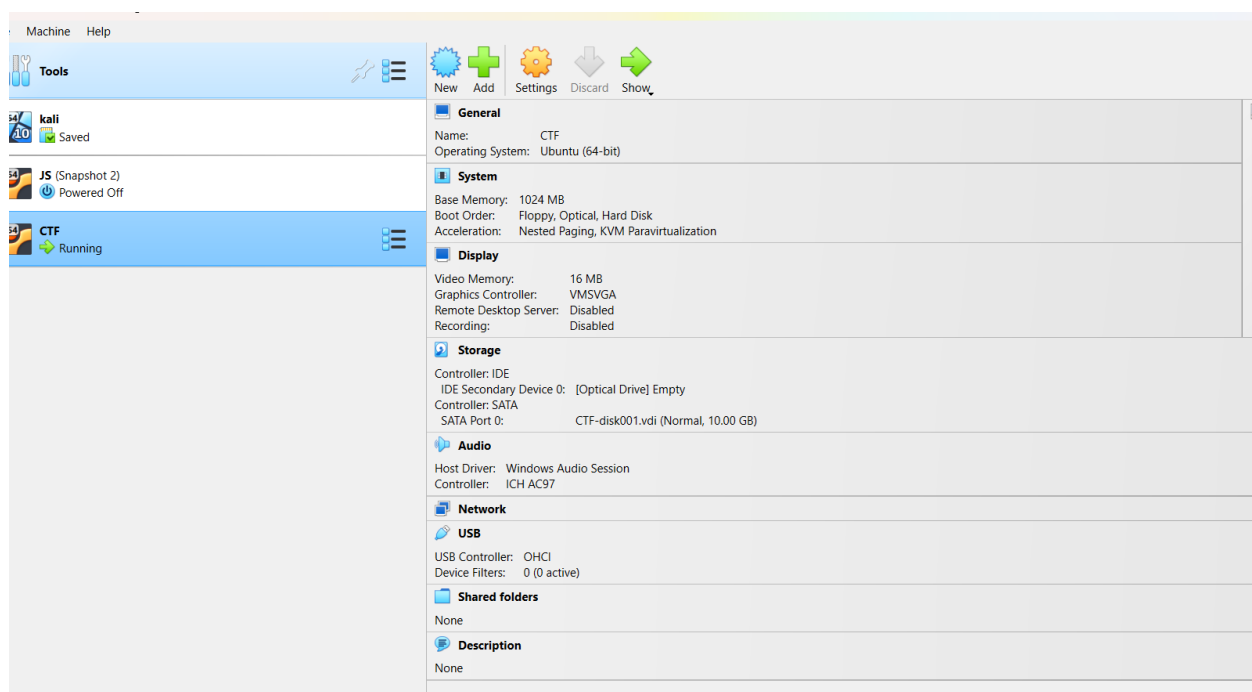 Machine Help
Tools
New Add Settings Discard Show
kali
Saved
JS (Snapshot 2)
Powered Off
CTF
Running
General
Name: CTF
Operating System: Ubuntu (64-bit)
System
Base Memory: 1024 MB
Boot Order: Floppy, Optical, Hard Disk
Acceleration: Nested Paging, KVM Paravirtualization
Display
Video Memory: 16 MB
Graphics Controller: VMSVGA
Remote Desktop Server: Disabled
Recording: Disabled
Storage
Controller: IDE
IDE Secondary Device 0: [Optical Drive] Empty
Controller: SATA
SATA Port 0: CTF-disk001.vdi (Normal, 10.00 GB)
Audio
Host Driver: Windows Audio Session
Controller: ICH AC97
Network
USB
USB Controller: OHCI
Device Filters: 0 (0 active)
Shared folders
None
Description
None